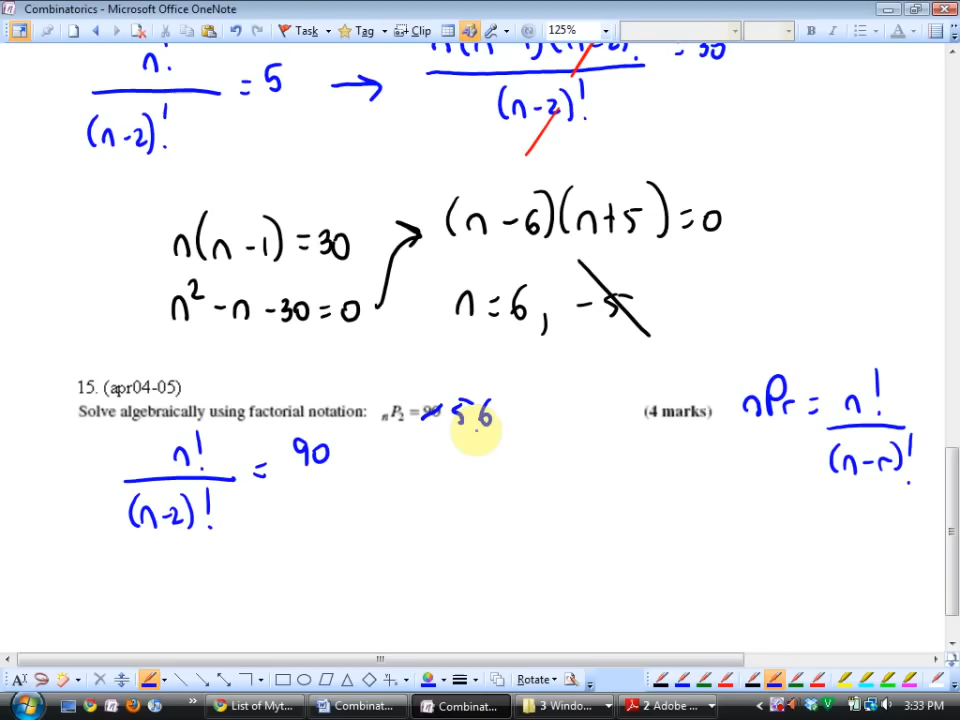 Combinatorics - Microsoft Office OneNote
Task Tag Clip 125% B I A
n! / (n-2)! = 5 → (n-2)! = 30
n(n-1)=30
(n-6)(n+5)=0
n²-n-30=0
n=6, -5
15. (apr04-05)
Solve algebraically using factorial notation: nP2 = 90 56 (4 marks)
nPr = n! / (n-r)!
n! / (n-2)! = 90
Rotate
List of Myt... Combinat... Combinat... 3 Windo... 2 Adobe ... 3:33 PM